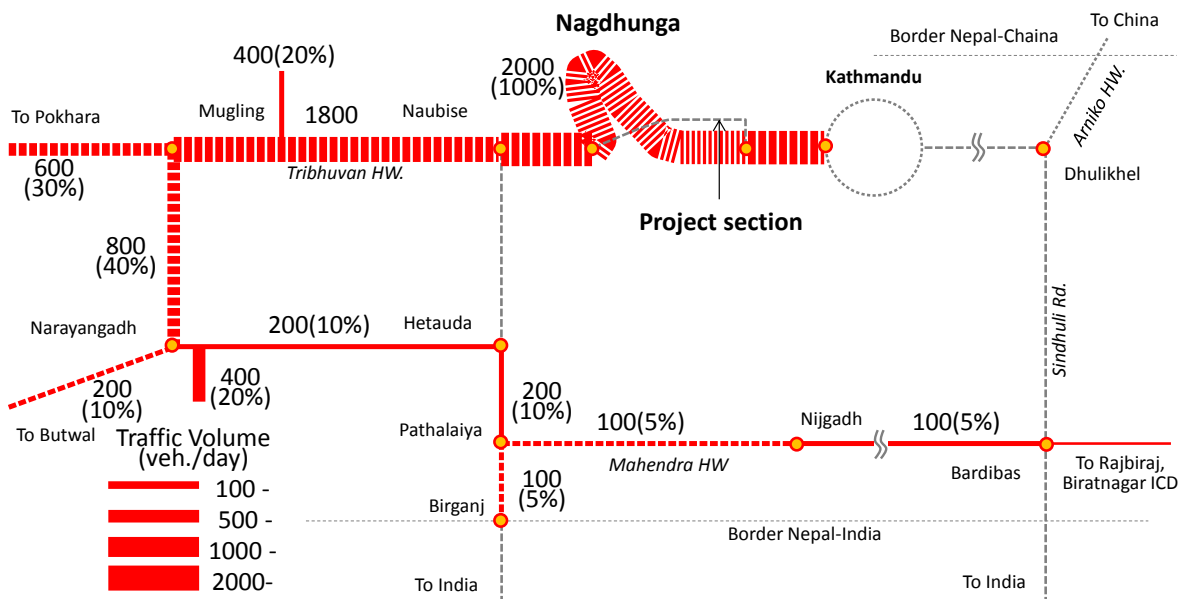 Nagdhunga
To China
Border Nepal-Chaina
400(20%)
2000
(100%)
Kathmandu
Arniko HW.
To Pokhara
Mugling
1800
Naubise
600
(30%)
Tribhuvan HW.
Dhulikhel
Project section
800
(40%)
Sindhuli Rd.
Narayangadh
200(10%)
Hetauda
200
(10%)
400
(20%)
200
(10%)
To Butwal
Traffic Volume
(veh./day)
Pathalaiya
100(5%)
Nijgadh
100(5%)
Mahendra HW
Bardibas
To Rajbiraj,
Biratnagar ICD
100 -
500 -
1000 -
2000-
Birganj
100
(5%)
Border Nepal-India
To India
To India